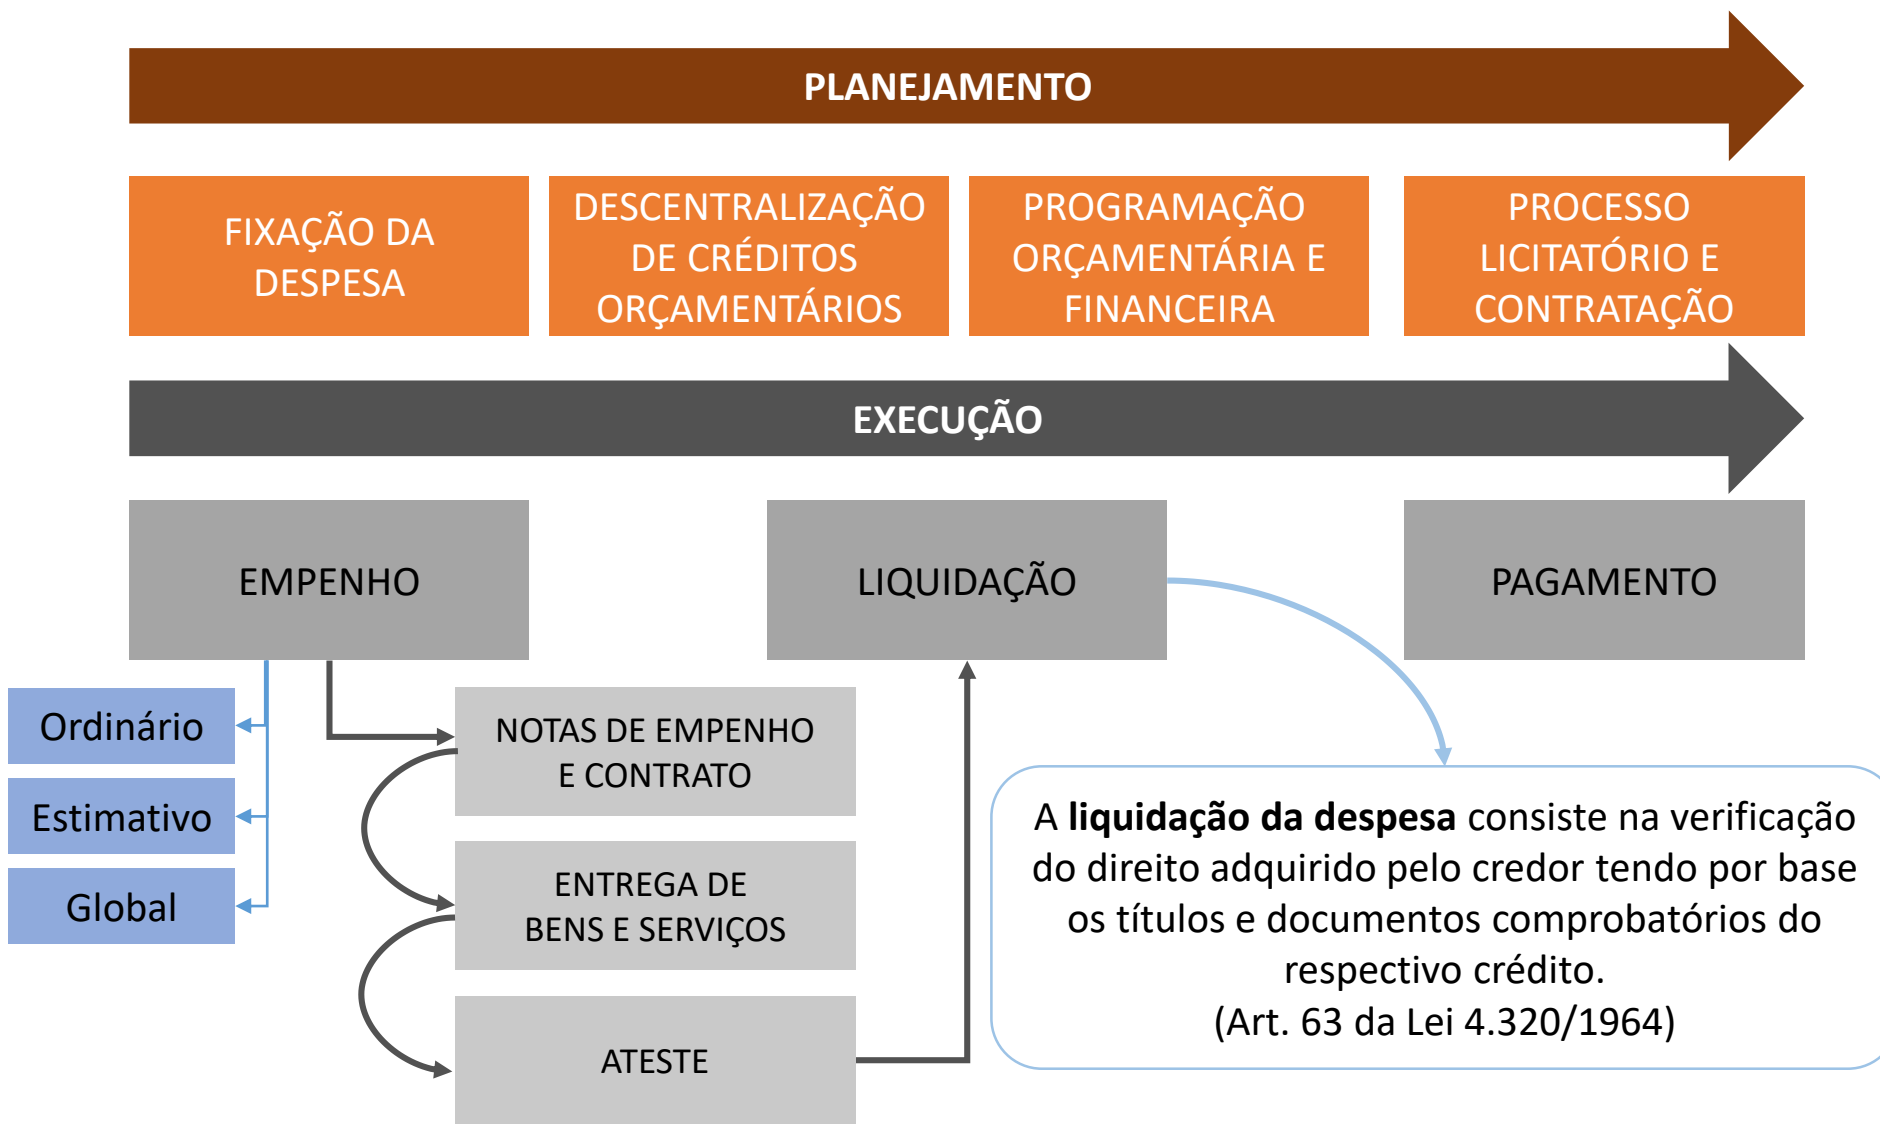 PLANEJAMENTO
FIXAÇÃO DA
DESPESA
DESCENTRALIZAÇÃO
DE CRÉDITOS
ORÇAMENTÁRIOS
PROGRAMAÇÃO
ORÇAMENTÁRIA E
FINANCEIRA
PROCESSO
LICITATÓRIO E
CONTRATAÇÃO
EXECUÇÃO
EMPENHO
LIQUIDAÇÃO
PAGAMENTO
Ordinário
Estimativo
Global
NOTAS DE EMPENHO
E CONTRATO
ENTREGA DE
BENS E SERVIÇOS
ATESTE
A liquidação da despesa consiste na verificação
do direito adquirido pelo credor tendo por base
os títulos e documentos comprobatórios do
respectivo crédito.
(Art. 63 da Lei 4.320/1964)